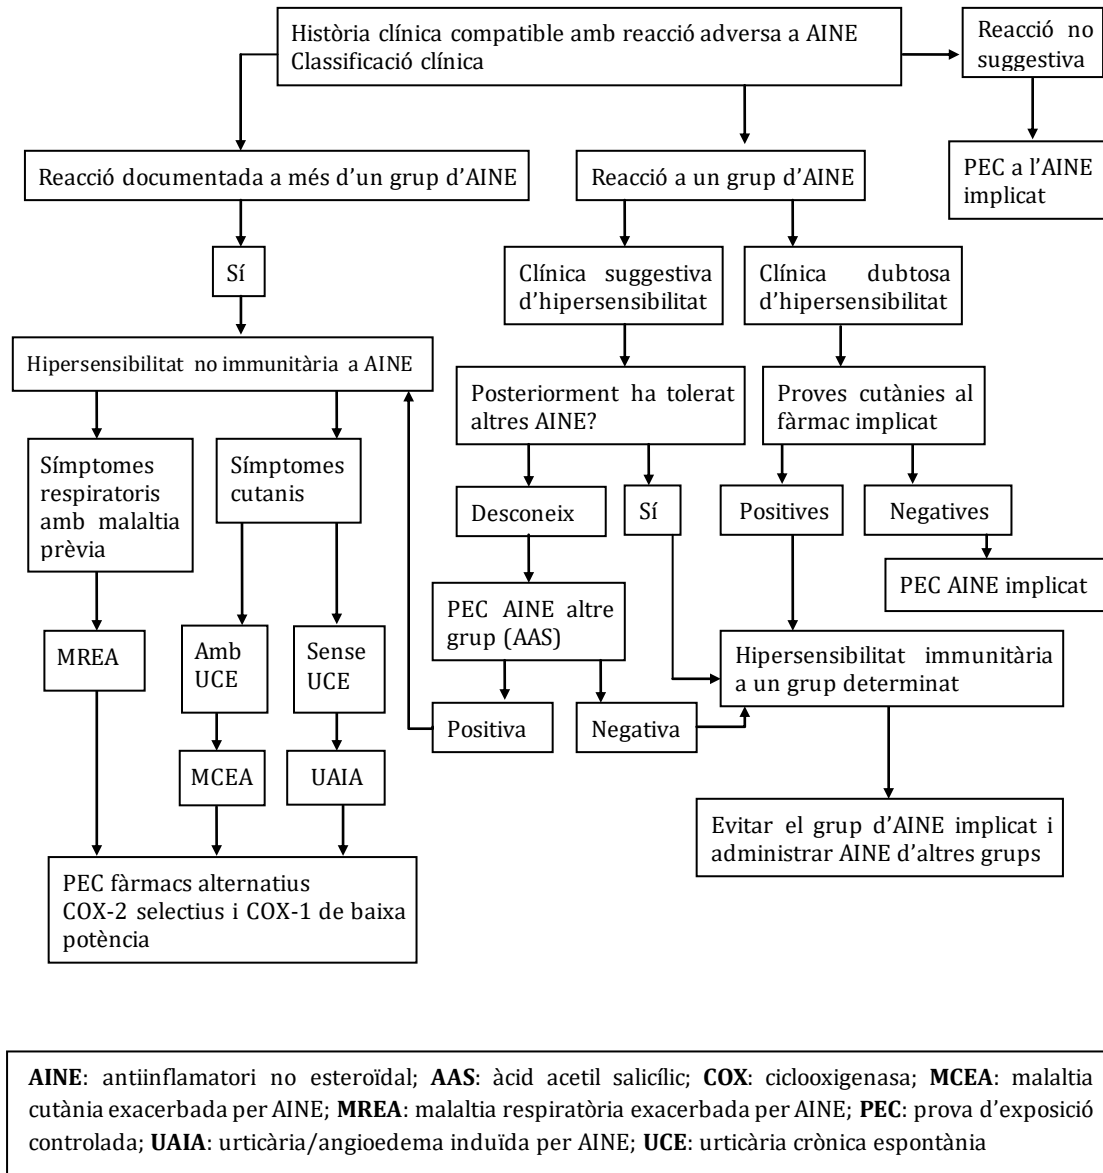 Història clínica compatible amb reacció adversa a AINE
Classificació clínica
Reacció no
suggestiva
PEC a l'AINE
implicat
Reacció documentada a més d'un grup d'AINE
Reacció a un grup d'AINE
Sí
Clínica suggestiva
d'hipersensibilitat
Clínica dubtosa
d'hipersensibilitat
Hipersensibilitat no immunitària a AINE
Posteriorment ha tolerat
altres AINE?
Proves cutànies al
fàrmac implicat
Símptomes
respiratoris
amb malaltia
prèvia
Símptomes
cutanis
Desconeix
Sí
Positives
Negatives
PEC AINE implicat
PEC AINE altre
grup (AAS)
MREA
Amb
UCE
Sense
UCE
Hipersensibilitat immunitària
a un grup determinat
Positiva
Negativa
MCEA
UAIA
Evitar el grup d'AINE implicat i
administrar AINE d'altres grups
PEC fàrmacs alternatius
COX-2 selectius i COX-1 de baixa
potència
AINE: antiinflamatori no esteroïdal; AAS: àcid acetil salicílic; COX: ciclooxigenasa; MCEA: malaltia
cutània exacerbada per AINE; MREA: malaltia respiratòria exacerbada per AINE; PEC: prova d'exposició
controlada; UAIA: urticària/angioedema induïda per AINE; UCE: urticària crònica espontània